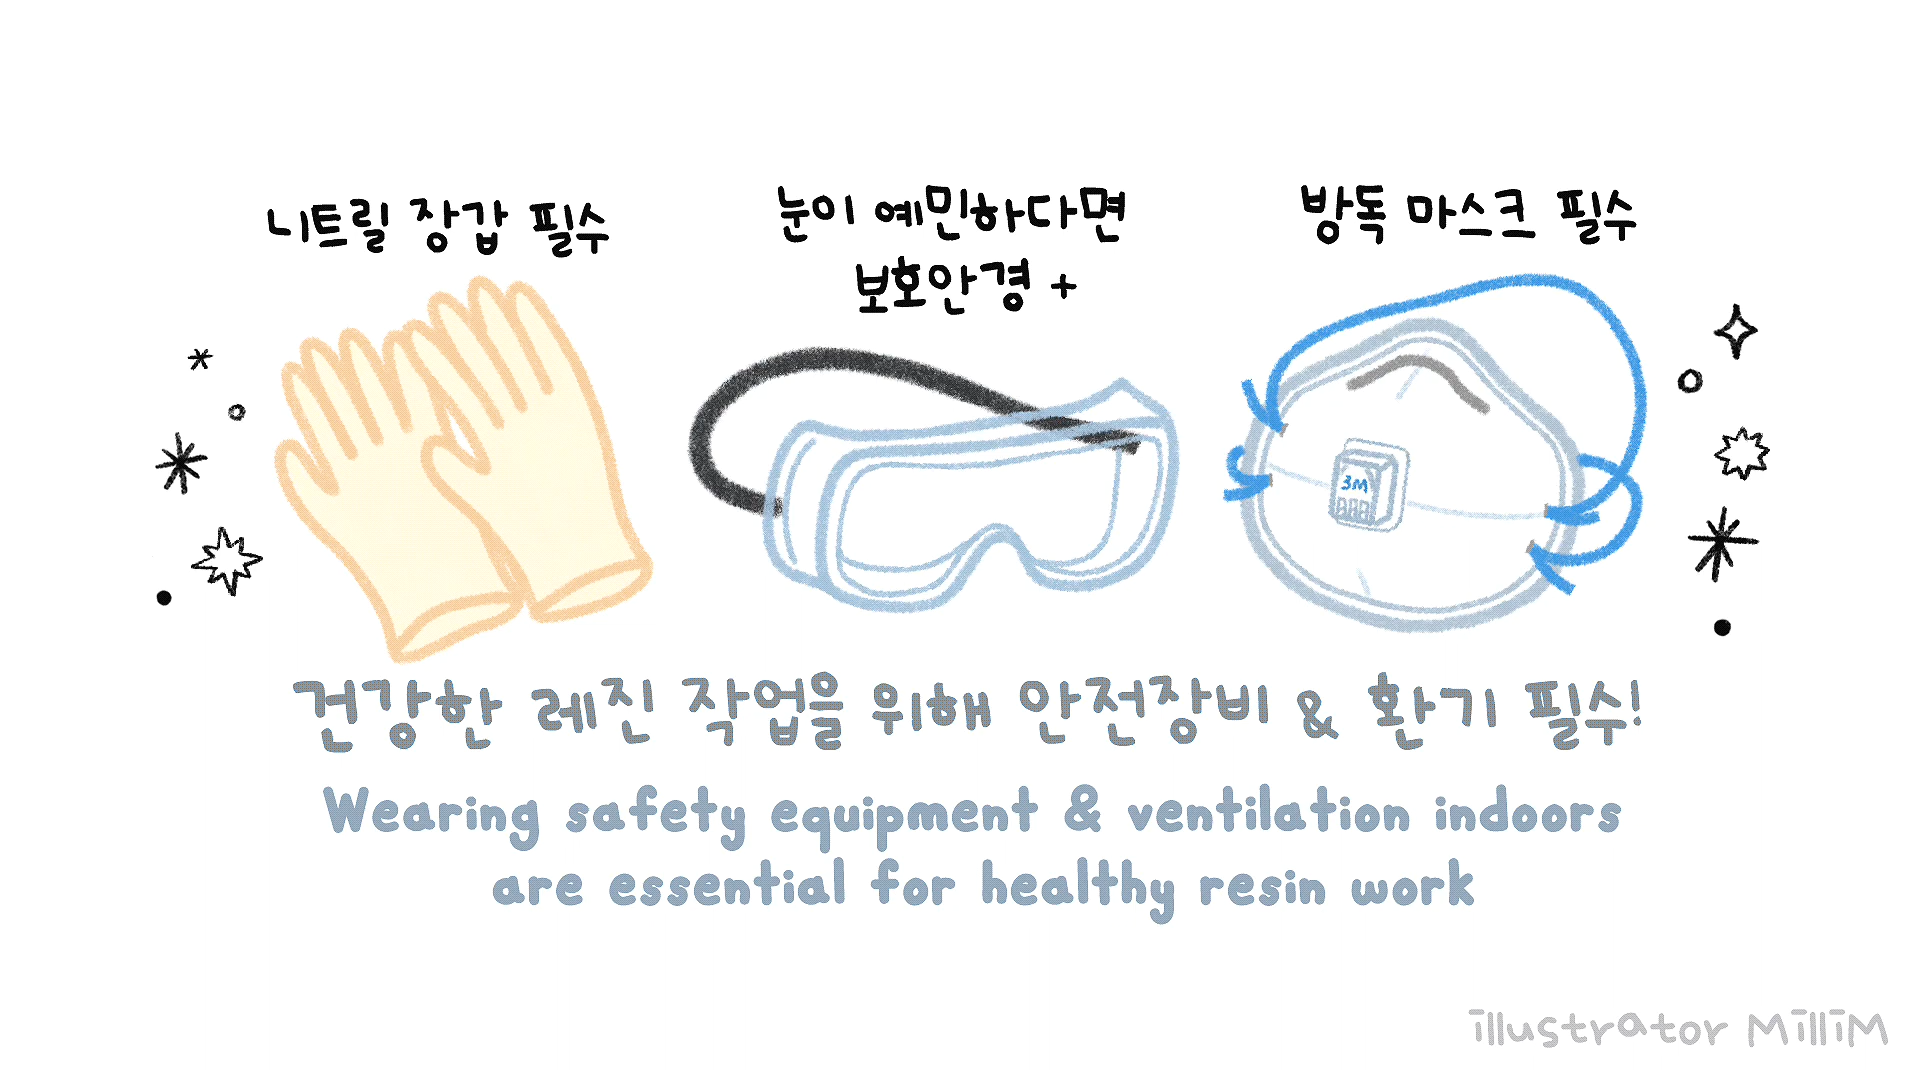 니트릴 장갑 필수
눈이 예민하다면
보호안경 +
방독 마스크 필수
3M
건강한 레진 작업을 위해 안전장비 & 환기 필수!
Wearing safety equipment & ventilation indoors
are essential for healthy resin work
illustrator MilliM